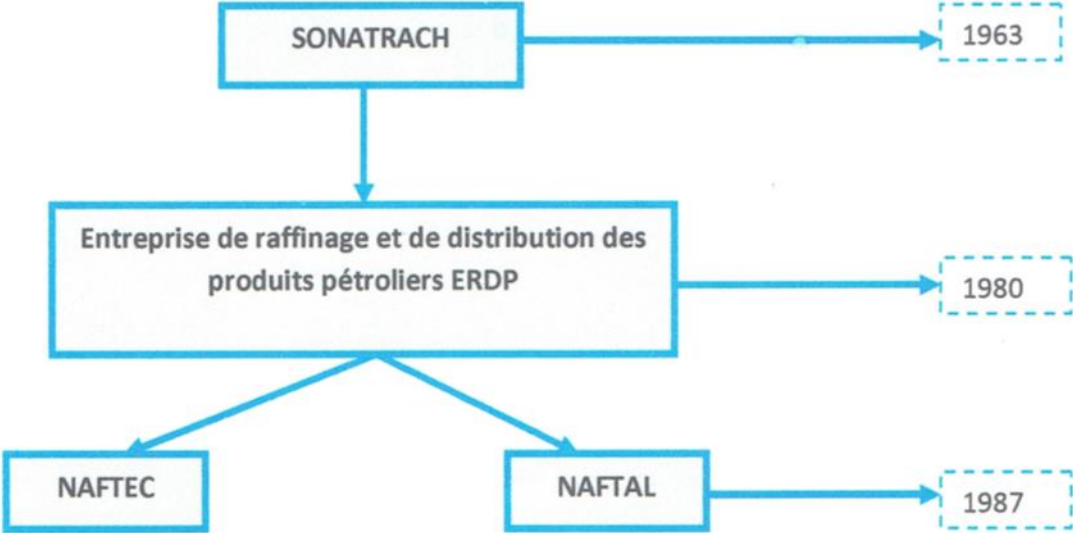 SONATRACH
1963
Entreprise de raffinage et de distribution des
produits pétroliers ERDP
1980
NAFTEC
NAFTAL
1987